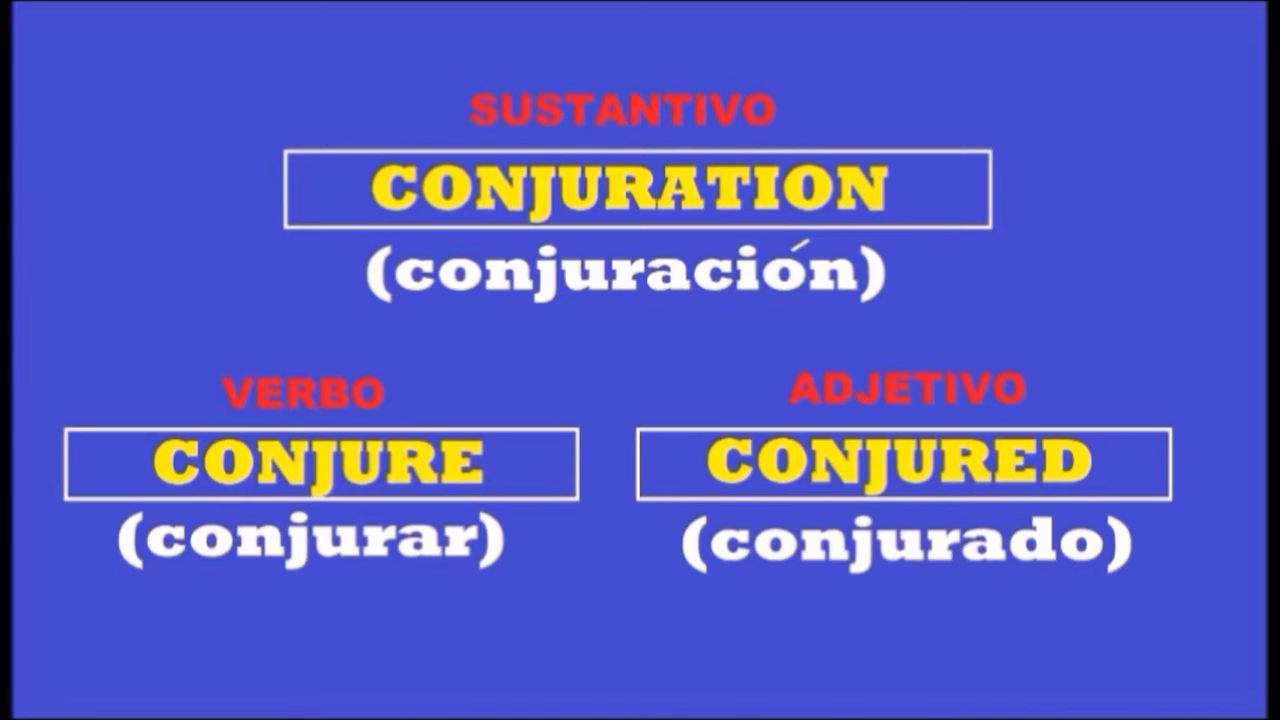 SUSTANTIVO
CONJURATION
(conjuración)
VERBO
CONJURE
(conjurar)
ADJETIVO
CONJURED
(conjurado)